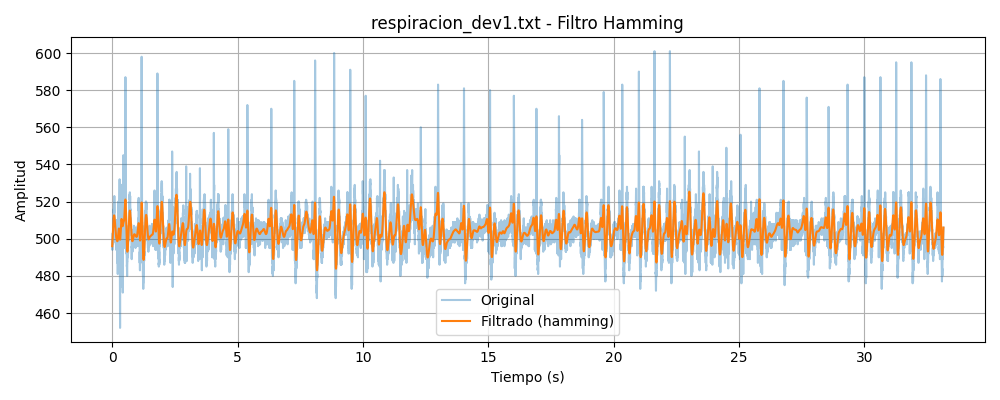 respiracion_dev1.txt - Filtro Hamming
Amplitud
600
580
560
540
520
500
480
460
Original
Filtrado (hamming)
0 5 10 15 20 25 30
Tiempo (s)